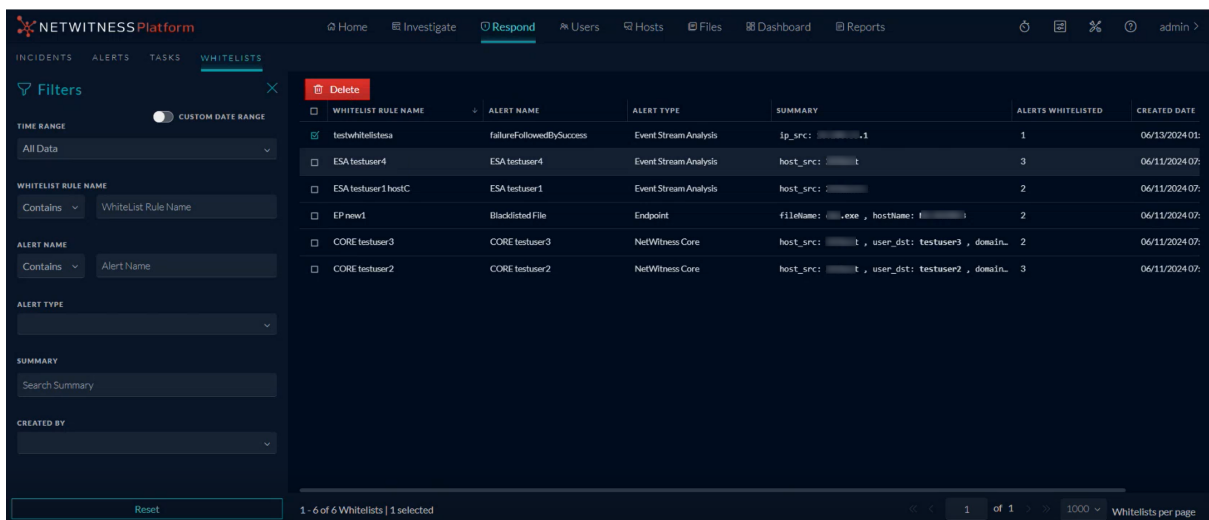 NETWITNESS Platform
Home Investigate Respond Users Hosts Files Dashboard Reports admin >
INCIDENTS ALERTS TASKS WHITELISTS
Filters
CUSTOM DATE RANGE
TIME RANGE
All Data
WHITELIST RULE NAME
Contains WhiteList Rule Name
ALERT NAME
Contains Alert Name
ALERT TYPE
SUMMARY
Search Summary
CREATED BY
Reset
Delete
WHITELIST RULE NAME ALERT NAME ALERT TYPE SUMMARY ALERTS WHITELISTED CREATED DATE
testwhitelistesa failureFollowedBySuccess Event Stream Analysis ip_src: .1 1 06/13/2024 01:
ESA testuser4 ESA testuser4 Event Stream Analysis host_src: t 3 06/11/2024 07:
ESA testuser1 hostC ESA testuser1 Event Stream Analysis host_src: 2 06/11/2024 07:
EP new1 Blacklisted File Endpoint fileName: .exe , hostName: 2 06/11/2024 07:
CORE testuser3 CORE testuser3 NetWitness Core host_src: t , user_dst: testuser3 , domain… 2 06/11/2024 07:
CORE testuser2 CORE testuser2 NetWitness Core host_src: t , user_dst: testuser2 , domain… 3 06/11/2024 07:
1 - 6 of 6 Whitelists | 1 selected 1 of 1 1000 Whitelists per page